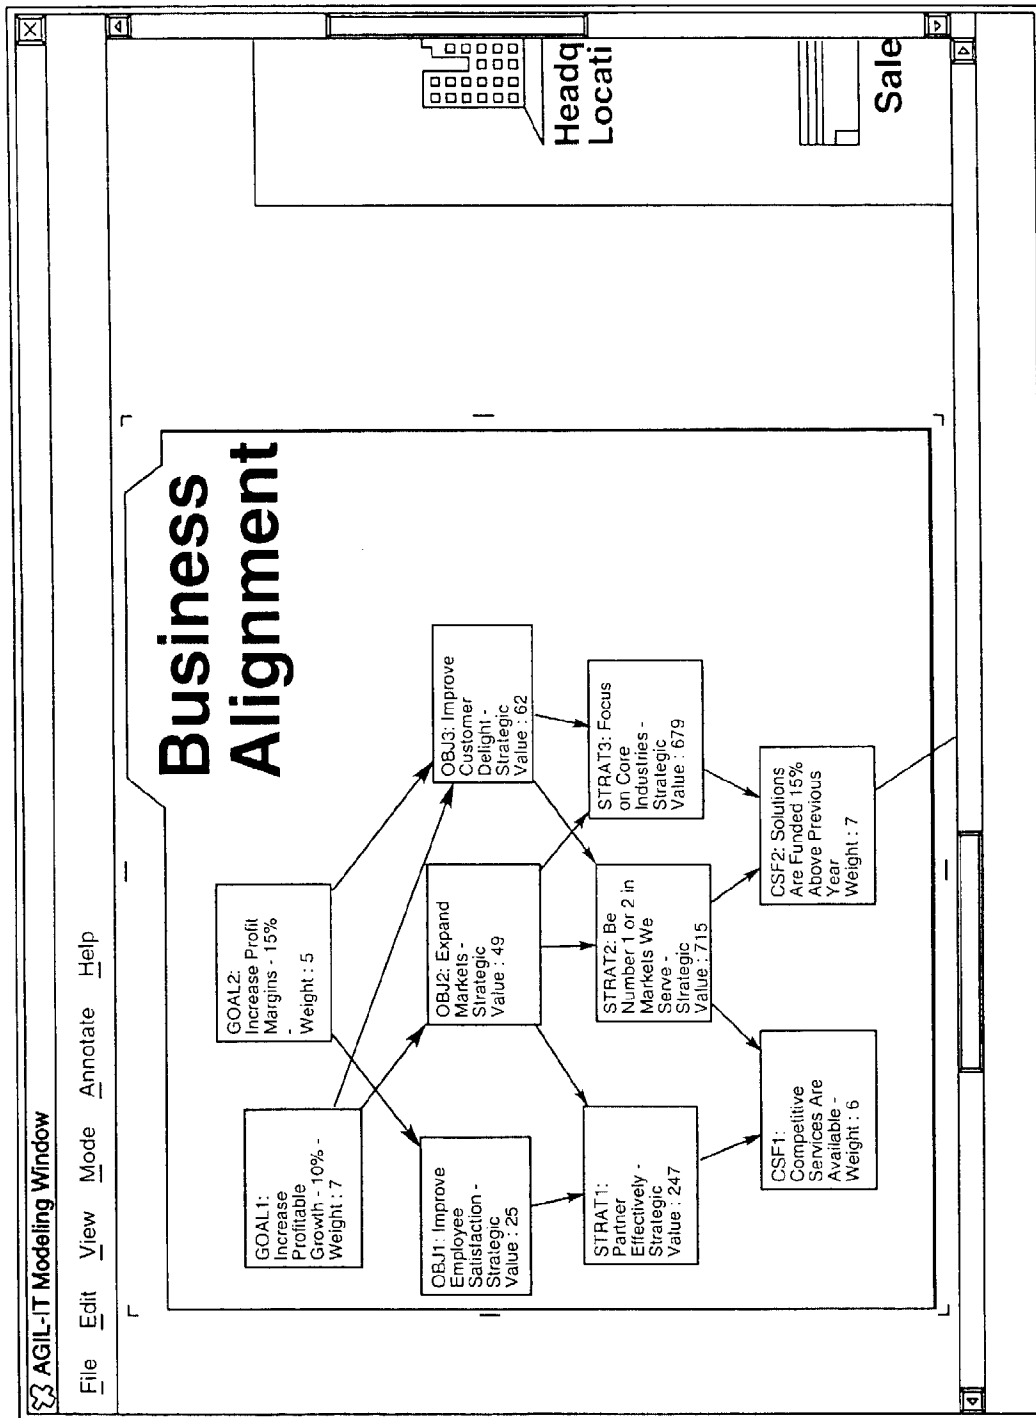 AGIL-IT Modeling Window
File Edit View Mode Annotate Help
Business
Alignment
GOAL1:
Increase
Profitable
Growth - 10% -
Weight : 7
GOAL2:
Increase Profit
Margins - 15%
-
Weight : 5
OBJ1: Improve
Employee
Satisfaction -
Strategic
Value : 25
OBJ2: Expand
Markets -
Strategic
Value : 49
OBJ3: Improve
Customer
Delight -
Strategic
Value : 62
STRAT1:
Partner
Effectively -
Strategic
Value : 247
STRAT2: Be
Number 1 or 2 in
Markets We
Serve -
Strategic
Value : 715
STRAT3: Focus
on Core
Industries -
Strategic
Value : 679
CSF1:
Competitive
Services Are
Available -
Weight : 6
CSF2: Solutions
Are Funded 15%
Above Previous
Year
Weight : 7
Headq
Locati
Sale